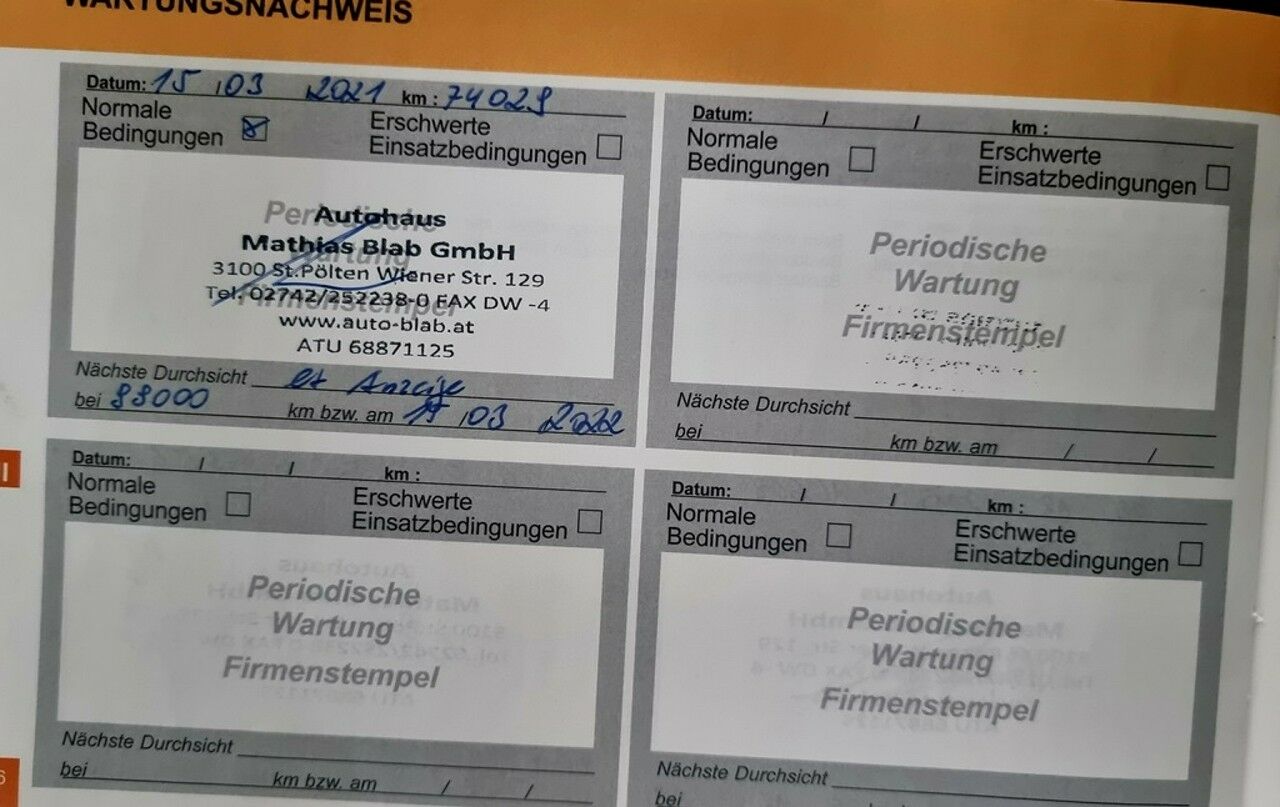 WARTUNGSNACHWEIS
Datum: 15 / 03 2021 km : 74029
Normale
Bedingungen
Erschwerte
Einsatzbedingungen
Periodische
Wartung
Firmenstempel
Autohaus
Mathias Blab GmbH
3100 St.Pölten Wiener Str. 129
Tel. 02742/252238-0 FAX DW -4
www.auto-blab.at
ATU 68871125
Nächste Durchsicht lt Anzeige
bei 88000 km bzw. am / 03 2022
Datum: / / km :
Normale
Bedingungen
Erschwerte
Einsatzbedingungen
Periodische
Wartung
Firmenstempel
Nächste Durchsicht
bei km bzw. am / /
Datum: / / km :
Normale
Bedingungen
Erschwerte
Einsatzbedingungen
Periodische
Wartung
Firmenstempel
Nächste Durchsicht
bei km bzw. am / /
Datum: / / km :
Normale
Bedingungen
Erschwerte
Einsatzbedingungen
Periodische
Wartung
Firmenstempel
Nächste Durchsicht
bei